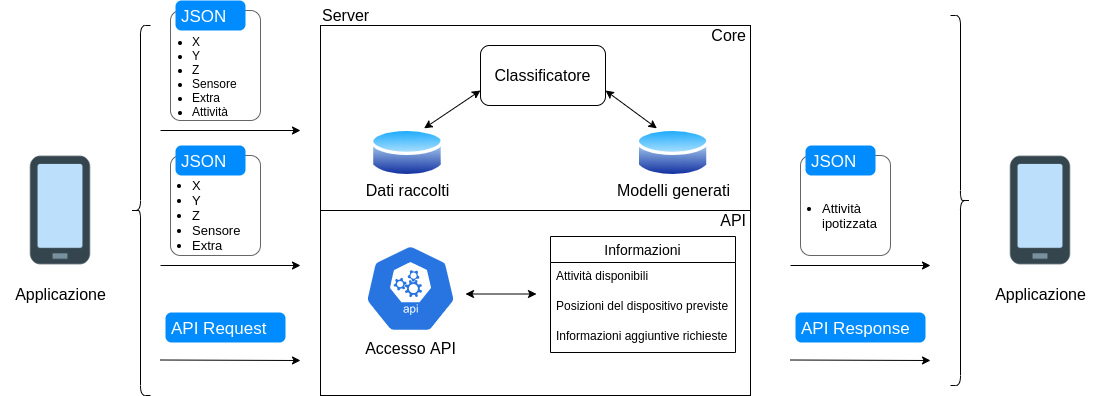 JSON
X
Y
Z
Sensore
Extra
Attività
JSON
X
Y
Z
Sensore
Extra
Applicazione
API Request
Server
Core
Classificatore
Dati raccolti
Modelli generati
API
api
Accesso API
Informazioni
Attività disponibili
Posizioni del dispositivo previste
Informazioni aggiuntive richieste
JSON
Attività
ipotizzata
API Response
Applicazione